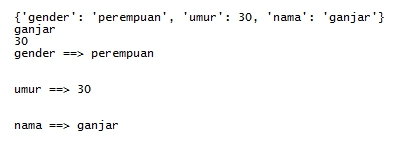 {'gender': 'perempuan', 'umur': 30, 'nama': 'ganjar'}
ganjar
30
gender ==> perempuan
umur ==> 30
nama ==> ganjar